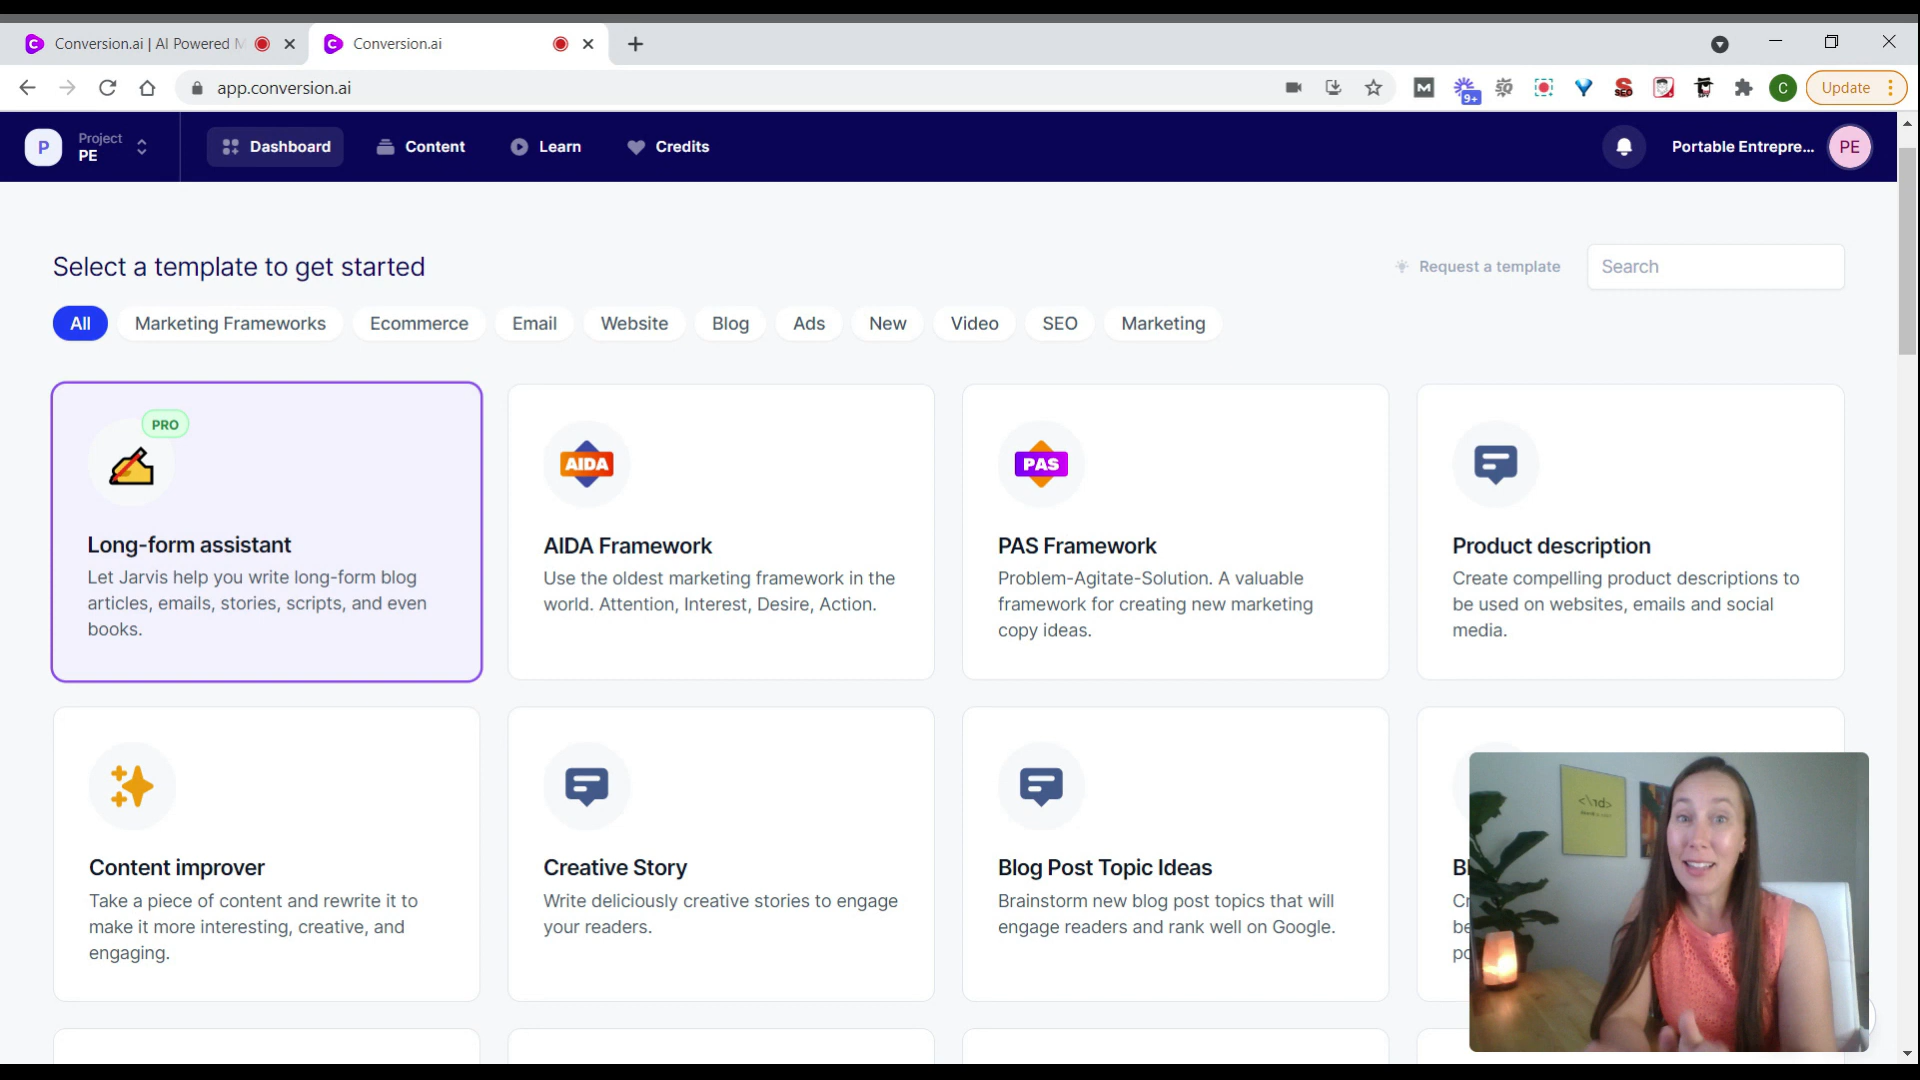 Conversion.ai | AI Powered M
Conversion.ai
app.conversion.ai
9+
SEO
C
Update
P
Project
PE
Dashboard
Content
Learn
Credits
Portable Entrepre...
PE
Select a template to get started
Request a template
Search
All
Marketing Frameworks
Ecommerce
Email
Website
Blog
Ads
New
Video
SEO
Marketing
PRO
Long-form assistant
Let Jarvis help you write long-form blog
articles, emails, stories, scripts, and even
books.
AIDA
AIDA Framework
Use the oldest marketing framework in the
world. Attention, Interest, Desire, Action.
PAS
PAS Framework
Problem-Agitate-Solution. A valuable
framework for creating new marketing
copy ideas.
Product description
Create compelling product descriptions to
be used on websites, emails and social
media.
Content improver
Take a piece of content and rewrite it to
make it more interesting, creative, and
engaging.
Creative Story
Write deliciously creative stories to engage
your readers.
Blog Post Topic Ideas
Brainstorm new blog post topics that will
engage readers and rank well on Google.